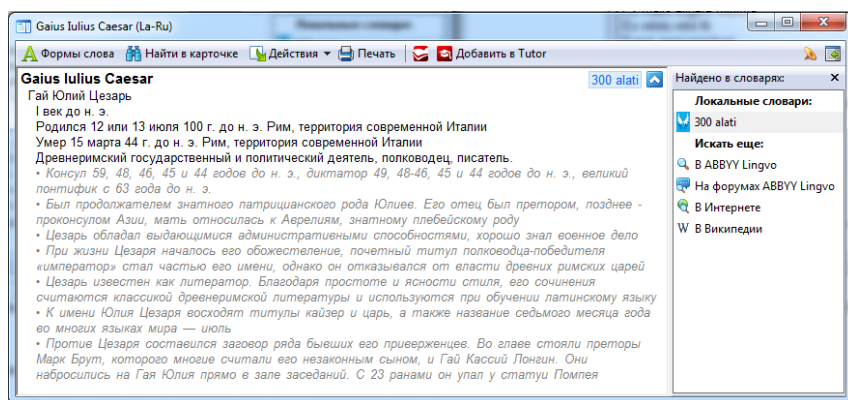 Gaius Iulius Caesar (La-Ru)
Формы слова Найти в карточке Действия Печать Добавить в Tutor
Gaius Iulius Caesar
300 alati
Гай Юлий Цезарь
I век до н. э.
Родился 12 или 13 июля 100 г. до н. э. Рим, территория современной Италии
Умер 15 марта 44 г. до н. э. Рим, территория современной Италии
Древнеримский государственный и политический деятель, полководец, писатель.
• Консул 59, 48, 46, 45 и 44 годов до н. э., диктатор 49, 48-46, 45 и 44 годов до н. э., великий
понтифик с 63 года до н. э.
• Был продолжателем знатного патрицианского рода Юлиев. Его отец был претором, позднее -
проконсулом Азии, мать относилась к Аврелиям, знатному плебейскому роду
• Цезарь обладал выдающимися административными способностями, хорошо знал военное дело
• При жизни Цезаря началось его обожествление, почетный титул полководца-победителя
«император» стал частью его имени, однако он отказывался от власти древних римских царей
• Цезарь известен как литератор. Благодаря простоте и ясности стиля, его сочинения
считаются классикой древнеримской литературы и используются при обучении латинскому языку
• К имени Юлия Цезаря восходят титулы кайзер и царь, а также название седьмого месяца года
во многих языках мира — июль
• Против Цезаря составился заговор ряда бывших его приверженцев. Во главе стояли преторы
Марк Брут, которого многие считали его незаконным сыном, и Гай Кассий Лонгин. Они
набросились на Гая Юлия прямо в зале заседаний. С 23 ранами он упал у статуи Помпея
Найдено в словарях:
Локальные словари:
300 alati
Искать еще:
В ABBYY Lingvo
На форумах ABBYY Lingvo
В Интернете
W В Википедии